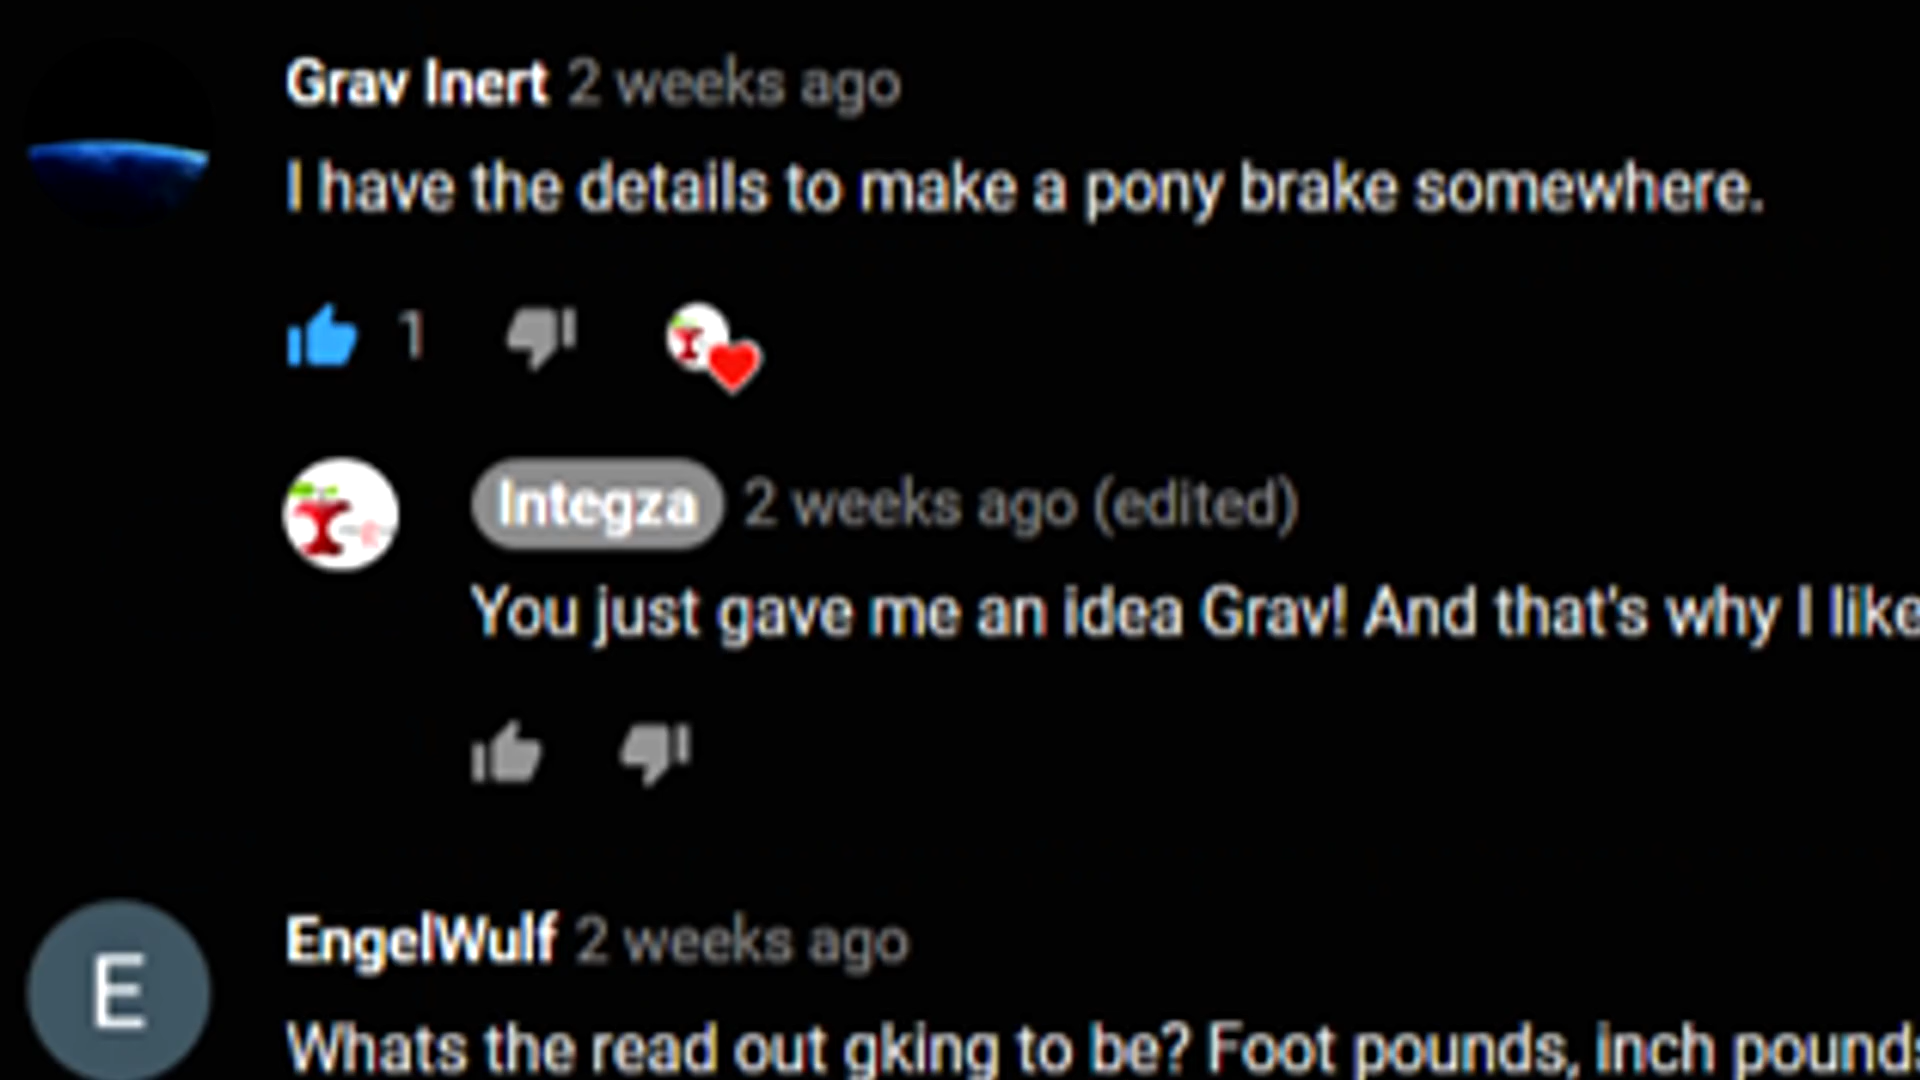 Grav Inert 2 weeks ago
I have the details to make a pony brake somewhere.
1
Integza 2 weeks ago (edited)
You just gave me an idea Grav! And that's why I like
E
EngelWulf 2 weeks ago
Whats the read out gking to be? Foot pounds, inch pounds